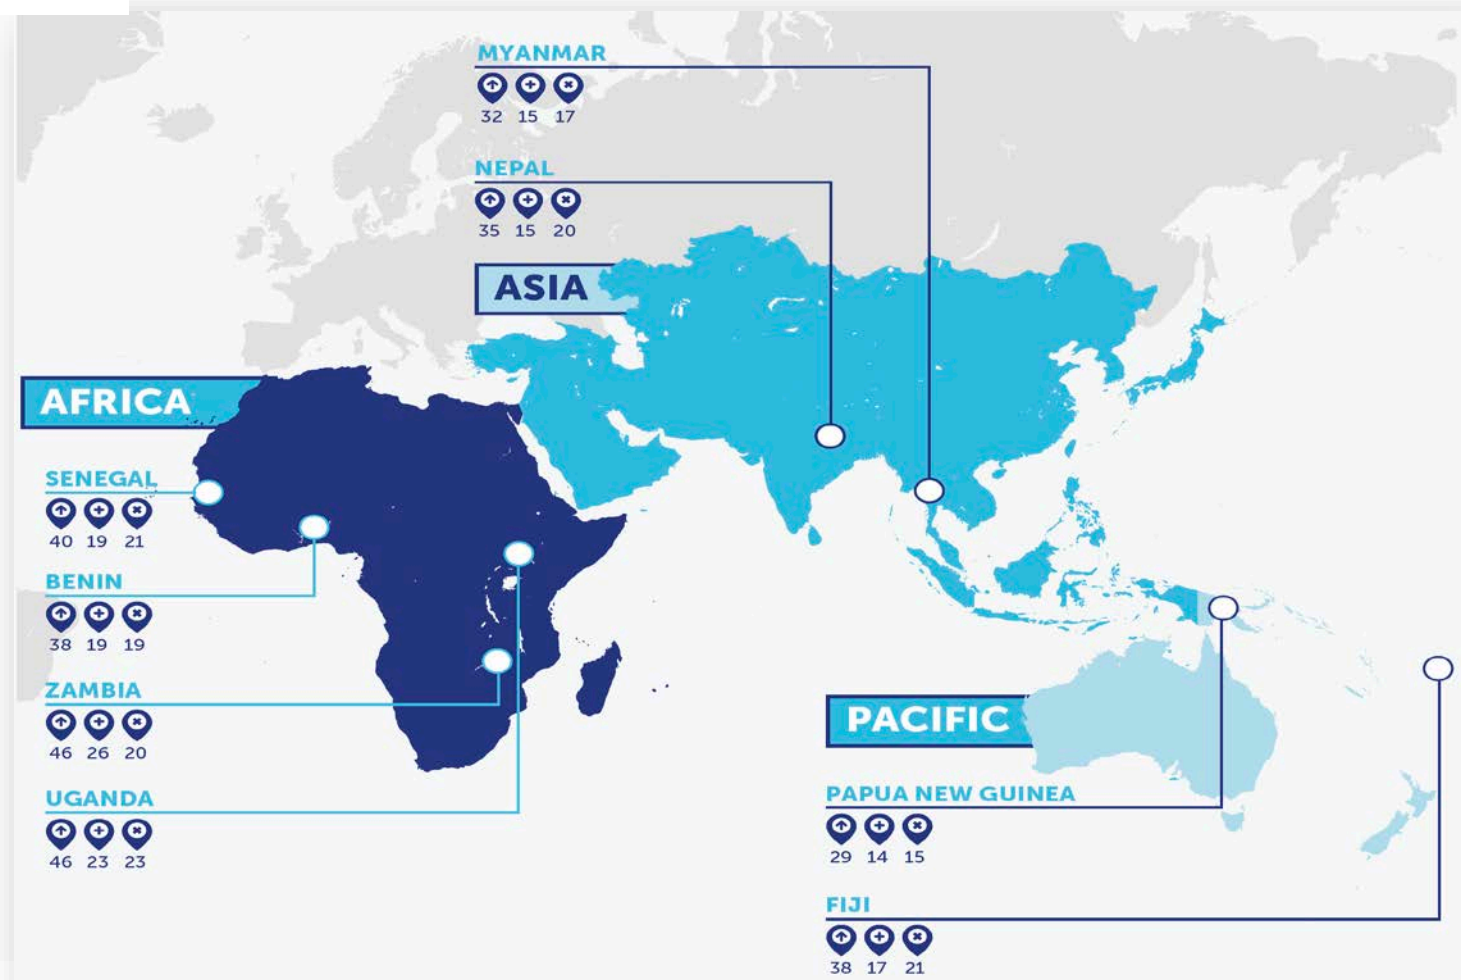 MYANMAR
32 15 17
NEPAL
35 15 20
ASIA
AFRICA
SENEGAL
40 19 21
BENIN
38 19 19
ZAMBIA
46 26 20
UGANDA
46 23 23
PACIFIC
PAPUA NEW GUINEA
29 14 15
FIJI
38 17 21